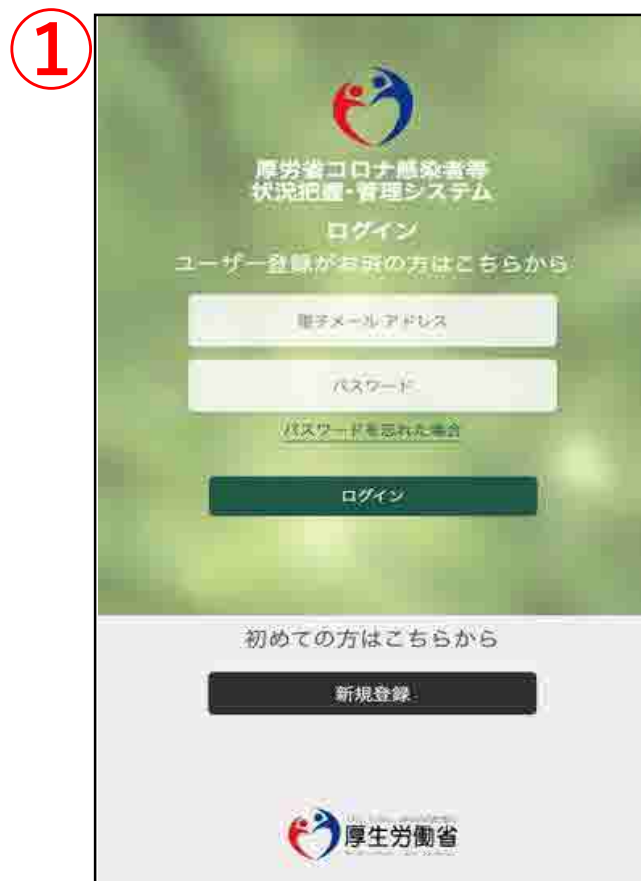 ①
厚労省コロナ感染者等
状況把握・管理システム
ログイン
ユーザー登録がお済の方はこちらから
電子メール アドレス
パスワード
パスワードを忘れた場合
ログイン
初めての方はこちらから
新規登録
厚生労働省